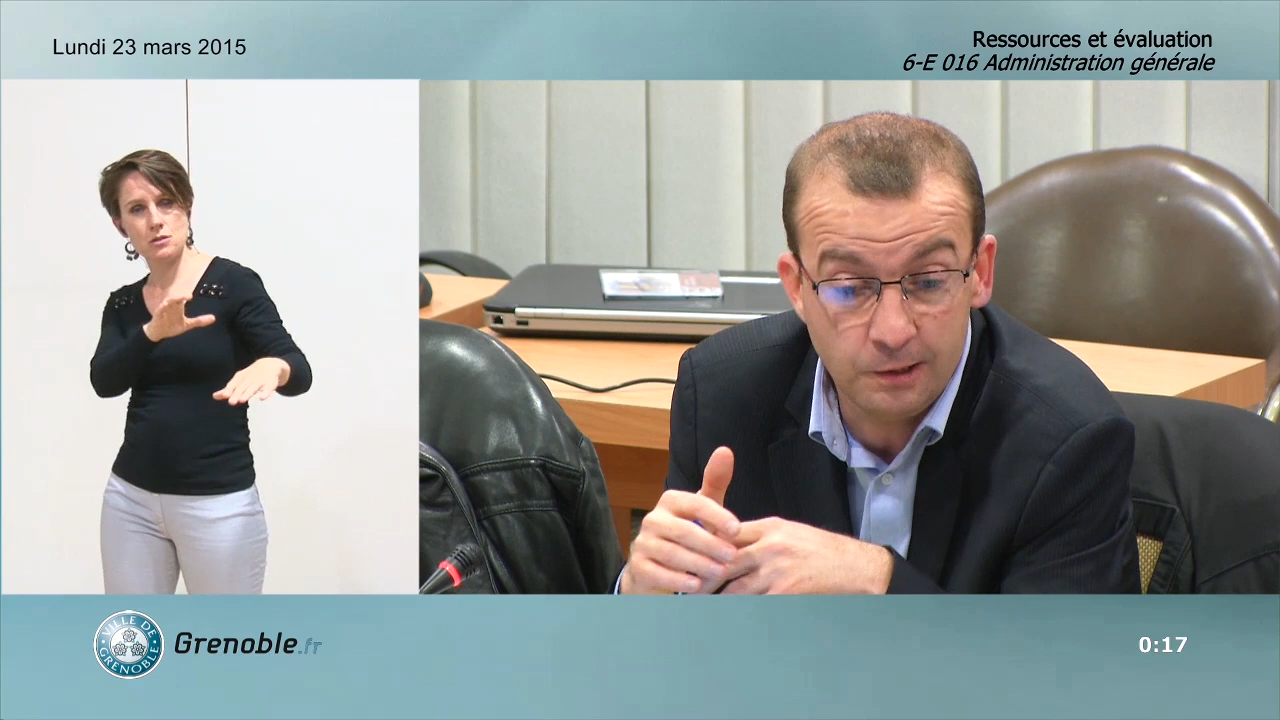 Lundi 23 mars 2015
Ressources et évaluation
6-E 016 Administration générale
VILLE DE
GRENOBLE
Grenoble.fr
0:17